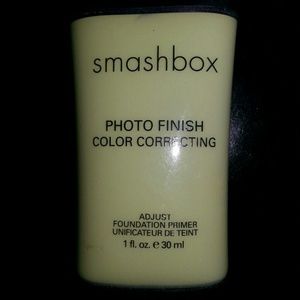 smashbox
PHOTO FINISH
COLOR CORRECTING
ADJUST
FOUNDATION PRIMER
UNIFICATEUR DE TEINT
1 fl. oz. e 30 ml